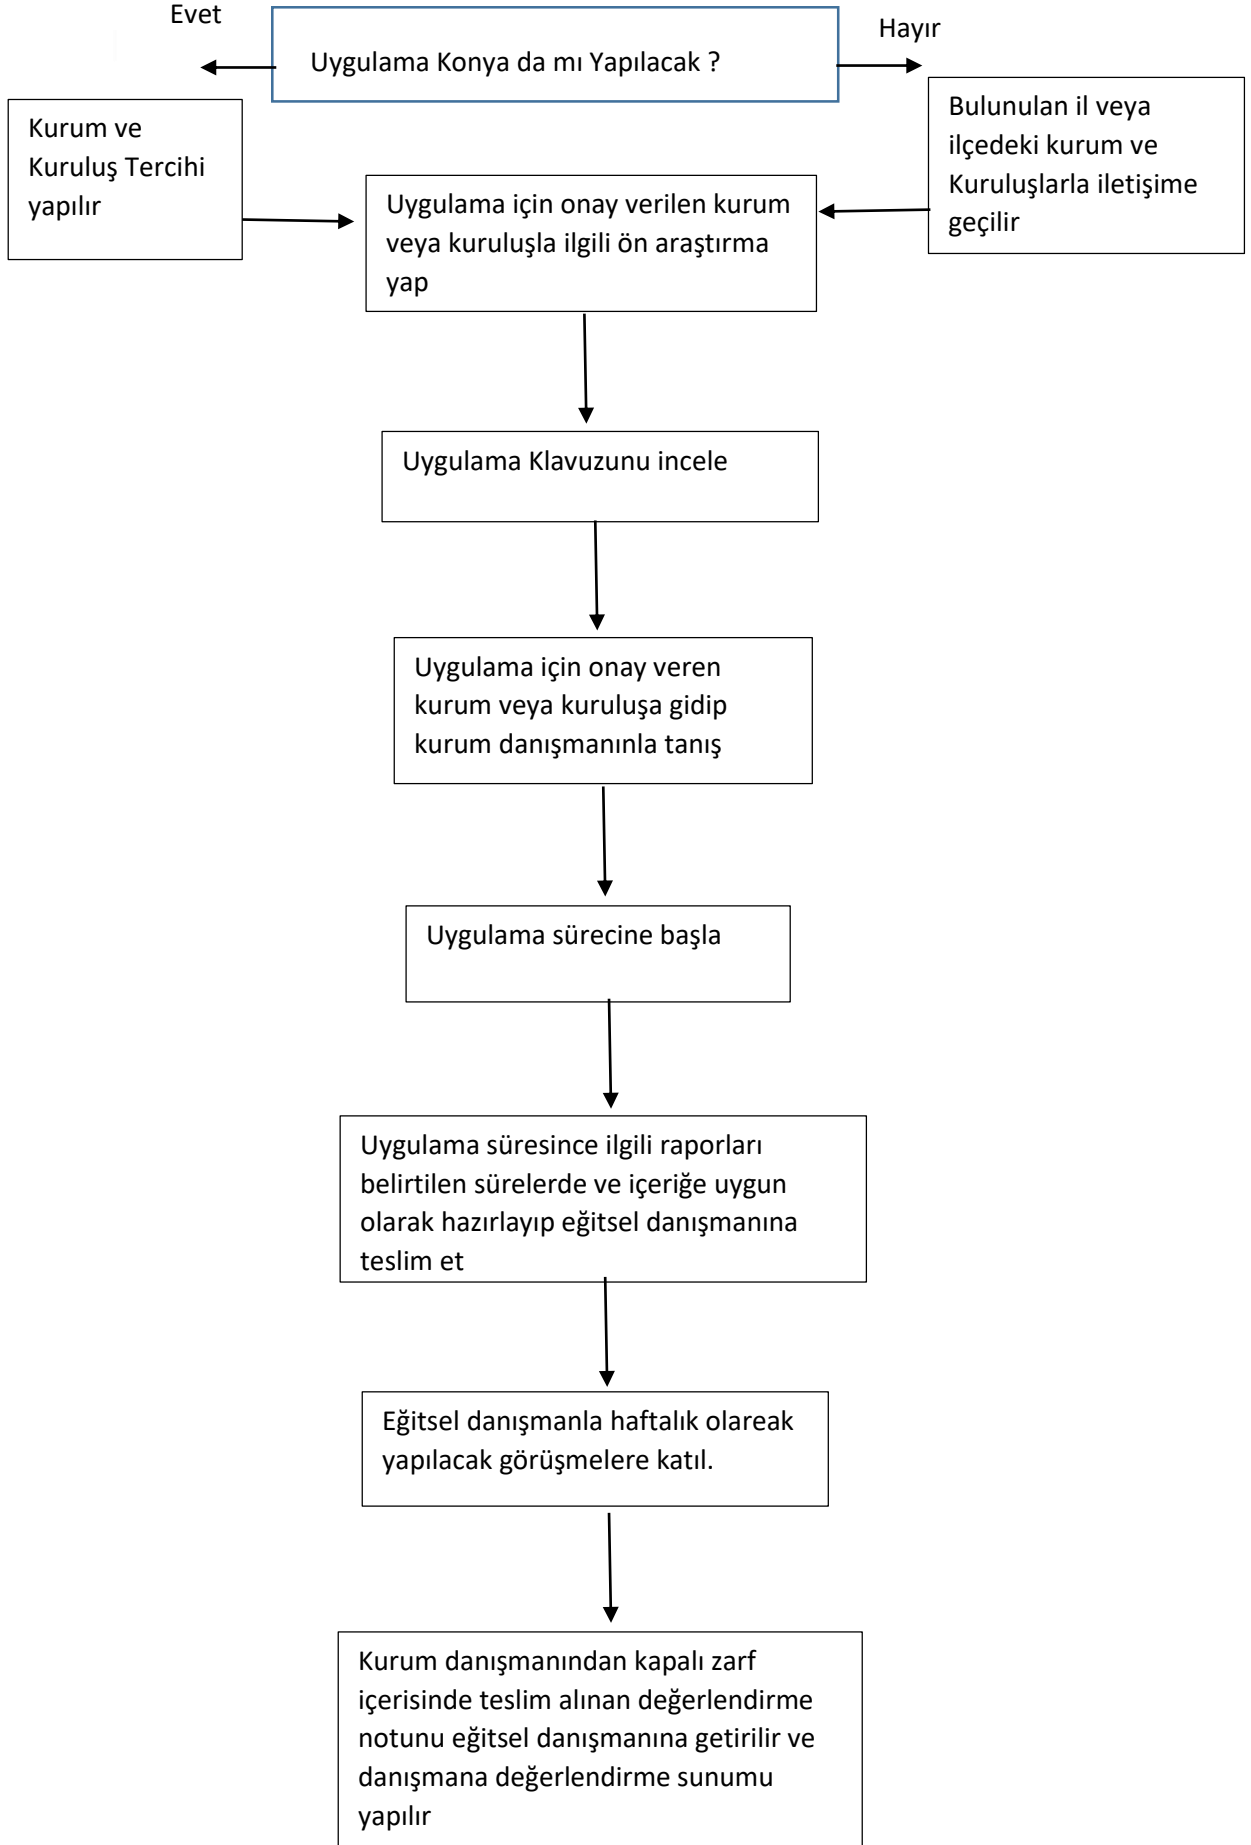 Evet
Uygulama Konya da mı Yapılacak ?
Hayır
Kurum ve
Kuruluş Tercihi
yapılır
Bulunulan il veya
ilçedeki kurum ve
Kuruluşlarla iletişime
geçilir
Uygulama için onay verilen kurum
veya kuruluşla ilgili ön araştırma
yap
Uygulama Klavuzunu incele
Uygulama için onay veren
kurum veya kuruluşa gidip
kurum danışmanınla tanış
Uygulama sürecine başla
Uygulama süresince ilgili raporları
belirtilen sürelerde ve içeriğe uygun
olarak hazırlayıp eğitsel danışmanına
teslim et
Eğitsel danışmanla haftalık olareak
yapılacak görüşmelere katıl.
Kurum danışmanından kapalı zarf
içerisinde teslim alınan değerlendirme
notunu eğitsel danışmanına getirilir ve
danışmana değerlendirme sunumu
yapılır